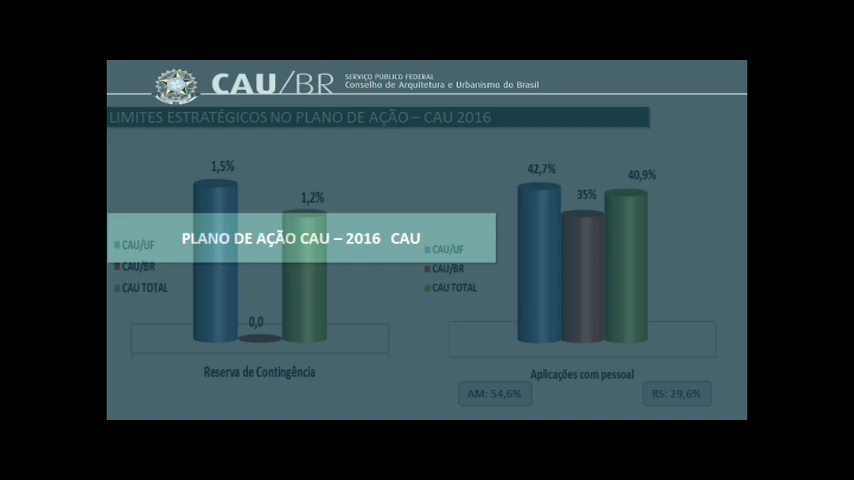 CAU/BR
SERVIÇO PÚBLICO FEDERAL
Conselho de Arquitetura e Urbanismo do Brasil
LIMITES ESTRATÉGICOS NO PLANO DE AÇÃO – CAU 2016
1,5%
1,2%
0,0
CAU/UF
CAU/BR
CAU TOTAL
Reserva de Contingência
PLANO DE AÇÃO CAU – 2016 CAU
42,7%
35%
40,9%
CAU/UF
CAU/BR
CAU TOTAL
Aplicações com pessoal
AM: 54,6%
RS: 29,6%